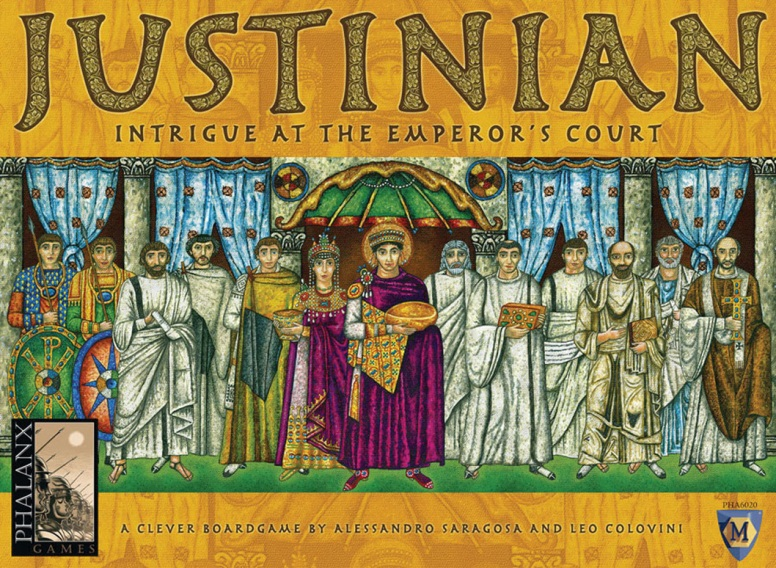 JUSTINIAN
INTRIGUE AT THE EMPEROR'S COURT
PHALANX
GAMES
A CLEVER BOARDGAME BY ALESSANDRO SARAGOSA AND LEO COLOVINI
PHA6020
M